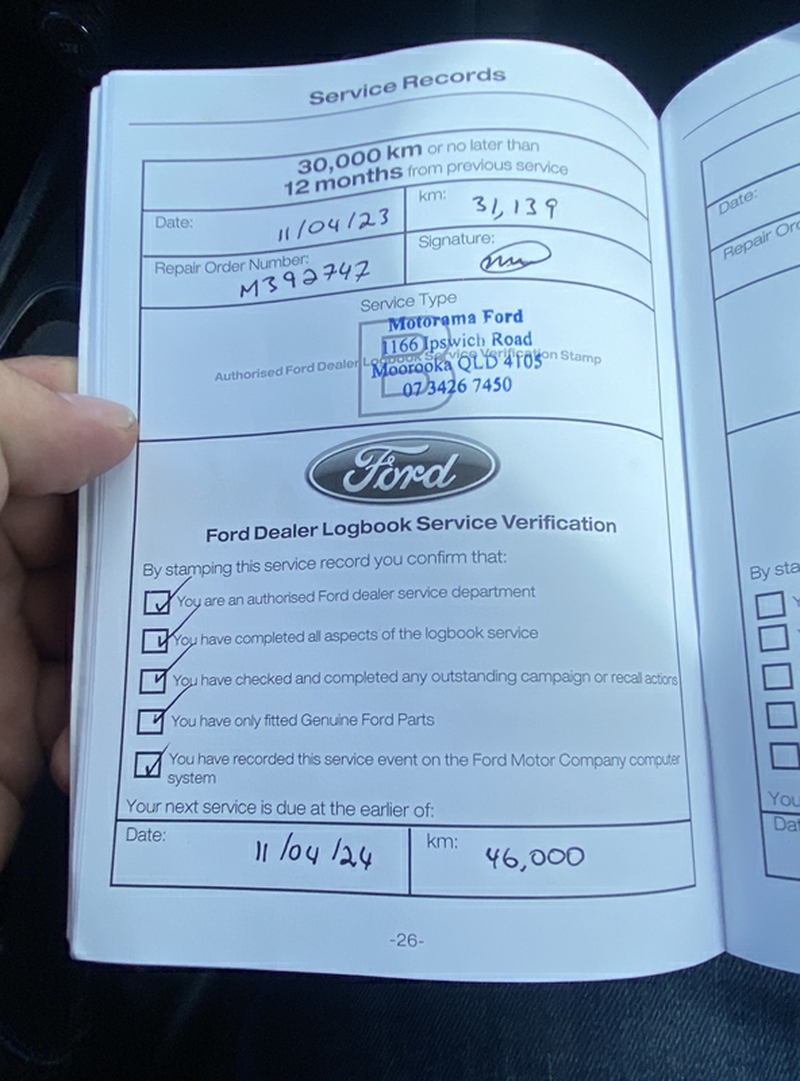 Service Records
30,000 km or no later than
12 months from previous service
Date: 11/04/23
km: 31,139
Repair Order Number: M392747
Signature:
Service Type
B
Authorised Ford Dealer Logbook Service Verification Stamp
Motorama Ford
1166 Ipswich Road
Moorooka QLD 4105
07 3426 7450
Ford
Ford Dealer Logbook Service Verification
By stamping this service record you confirm that:
You are an authorised Ford dealer service department
You have completed all aspects of the logbook service
You have checked and completed any outstanding campaign or recall actions
You have only fitted Genuine Ford Parts
You have recorded this service event on the Ford Motor Company computer
system
Your next service is due at the earlier of:
Date: 11/04/24
km: 46,000
-26-
Date:
Repair Or
By sta
Y
You
Dat